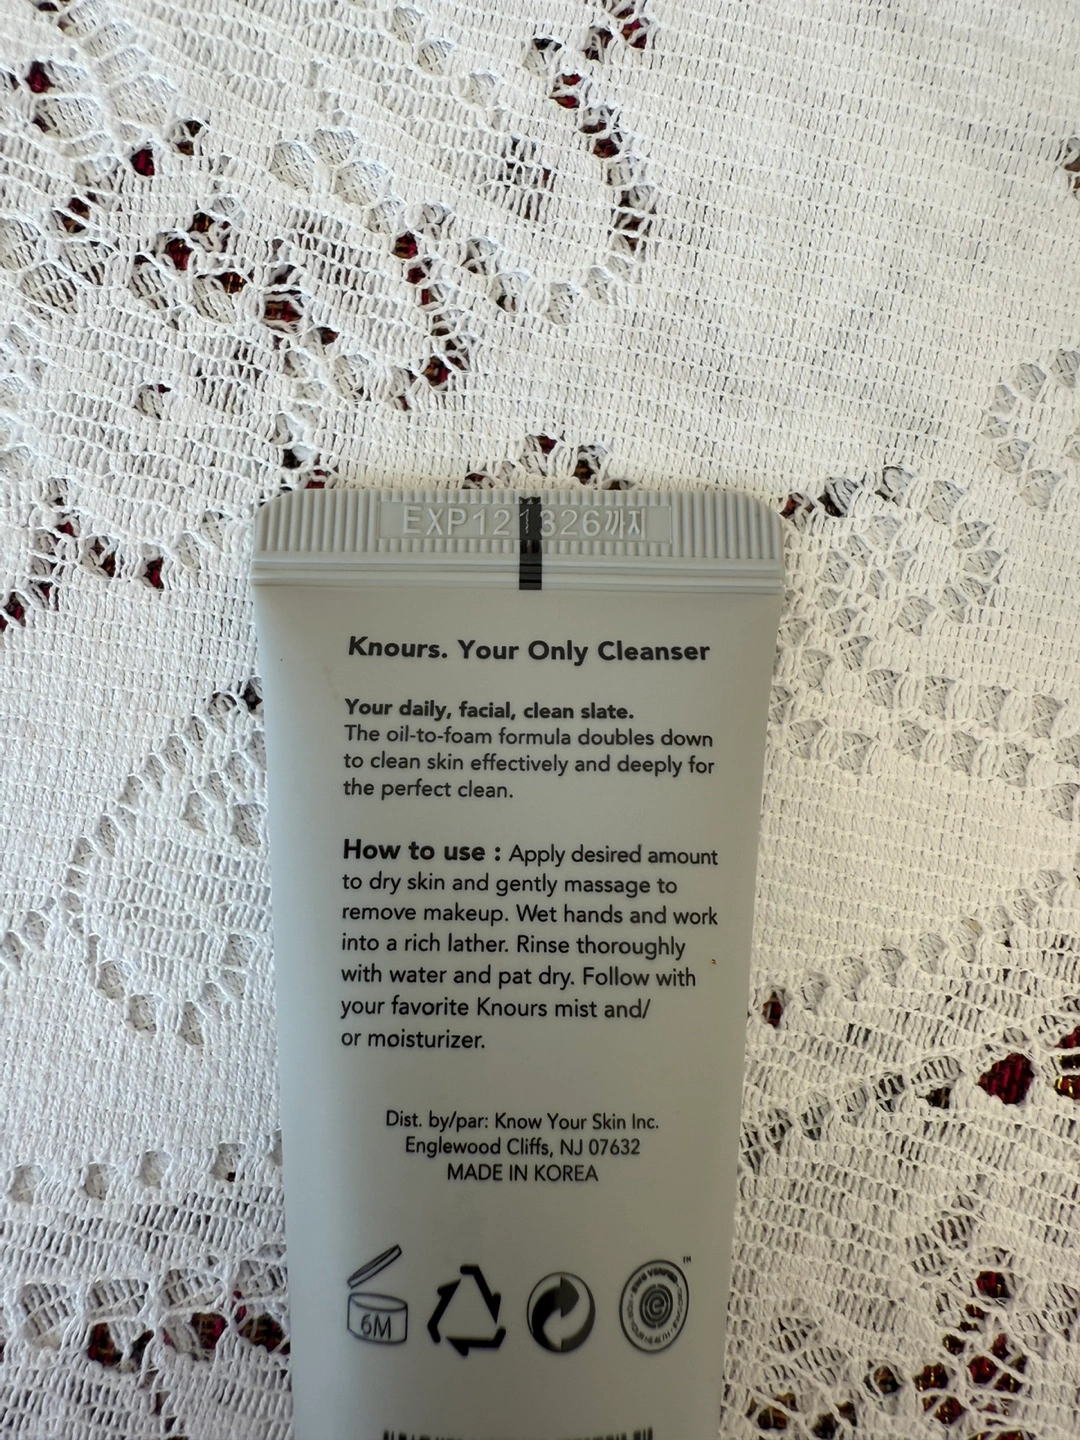 EXP121326까지
Knours. Your Only Cleanser
Your daily, facial, clean slate.
The oil-to-foam formula doubles down
to clean skin effectively and deeply for
the perfect clean.
How to use : Apply desired amount
to dry skin and gently massage to
remove makeup. Wet hands and work
into a rich lather. Rinse thoroughly
with water and pat dry. Follow with
your favorite Knours mist and/
or moisturizer.
Dist. by/par: Know Your Skin Inc.
Englewood Cliffs, NJ 07632
MADE IN KOREA
6M
TM